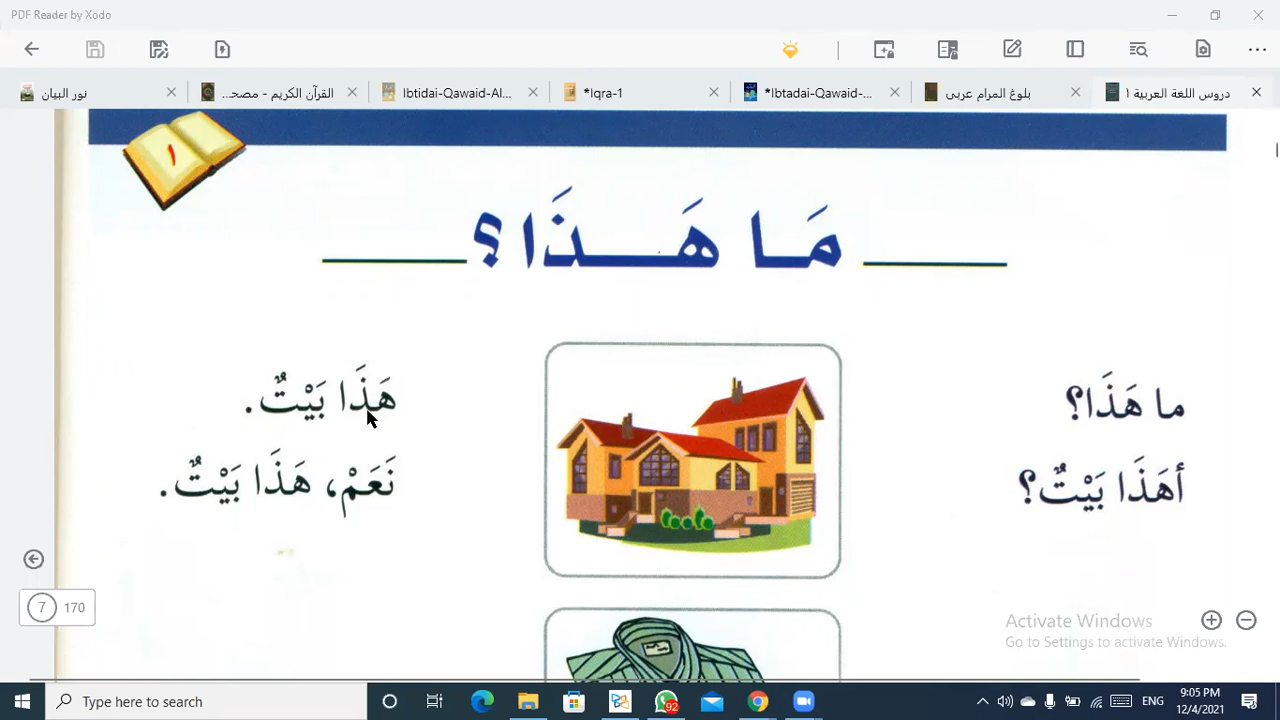 PDF Reader by Xodo
نور البيان
القرآن الكريم - مصحـ...
Ibtidai-Qawaid-Al...
*Iqra-1
*Ibtadai-Qawaid-...
بلوغ المرام عربى
دروس اللغة العربية ١
١
مَـا هَـــذَا؟
ما هَذَا؟
هَذَا بَيْتٌ.
أهَذَا بَيْتٌ؟
نَعَمْ، هَذَا بَيْتٌ.
7 170
Activate Windows
Go to Settings to activate Windows.
Type here to search
92
ENG
9:05 PM
12/4/2021